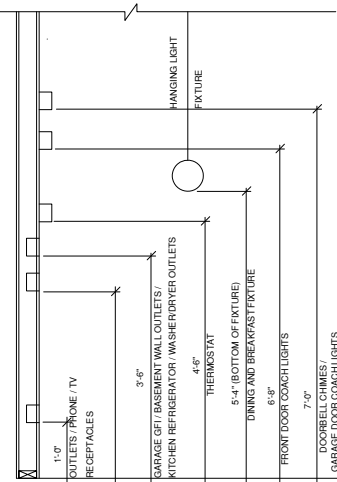 HANGING LIGHT
FIXTURE
1'-0"
OUTLETS / PHONE / TV
RECEPTACLES
3'-6"
GARAGE GFI / BASEMENT WALL OUTLETS /
KITCHEN REFRIGERATOR / WASHER/DRYER OUTLETS
4'-6"
THERMOSTAT
5'-4" (BOTTOM OF FIXTURE)
DINING AND BREAKFAST FIXTURE
6'-8"
FRONT DOOR COACH LIGHTS
7'-0"
DOORBELL CHIMES /
GARAGE DOOR COACH LIGHTS